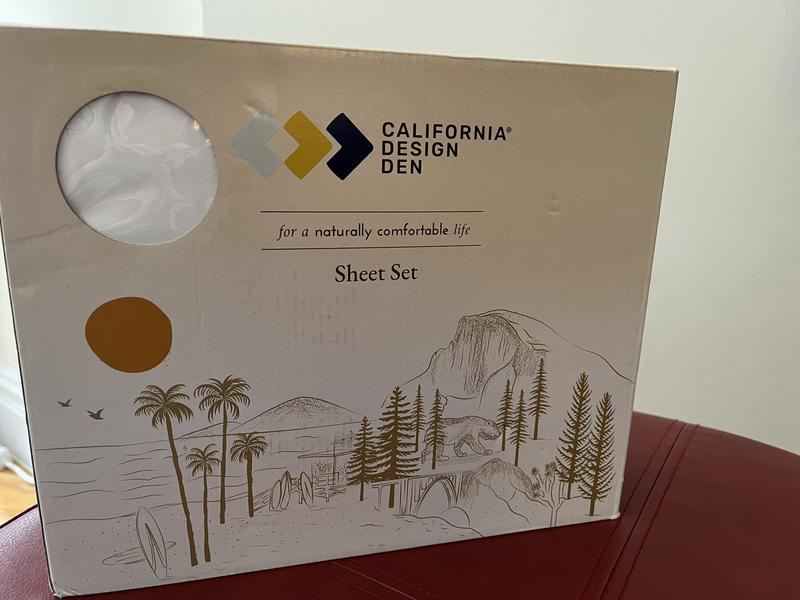 CALIFORNIA®
DESIGN
DEN
for a naturally comfortable life
Sheet Set